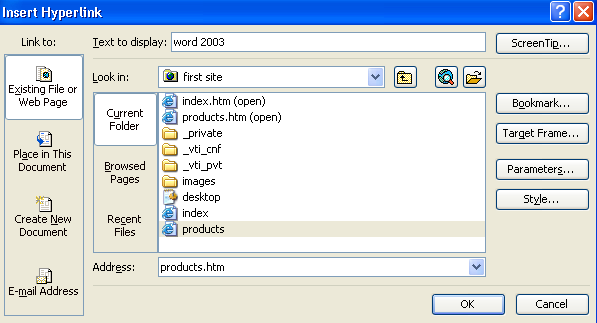 Insert Hyperlink
Link to:
Text to display: word 2003
ScreenTip...
Existing File or
Web Page
Look in: first site
Current
Folder
index.htm (open)
products.htm (open)
_private
_vti_cnf
_vti_pvt
images
desktop
index
products
Bookmark...
Target Frame...
Parameters...
Style...
Place in This
Document
Browsed
Pages
Create New
Document
Recent
Files
E-mail Address
Address: products.htm
OK
Cancel